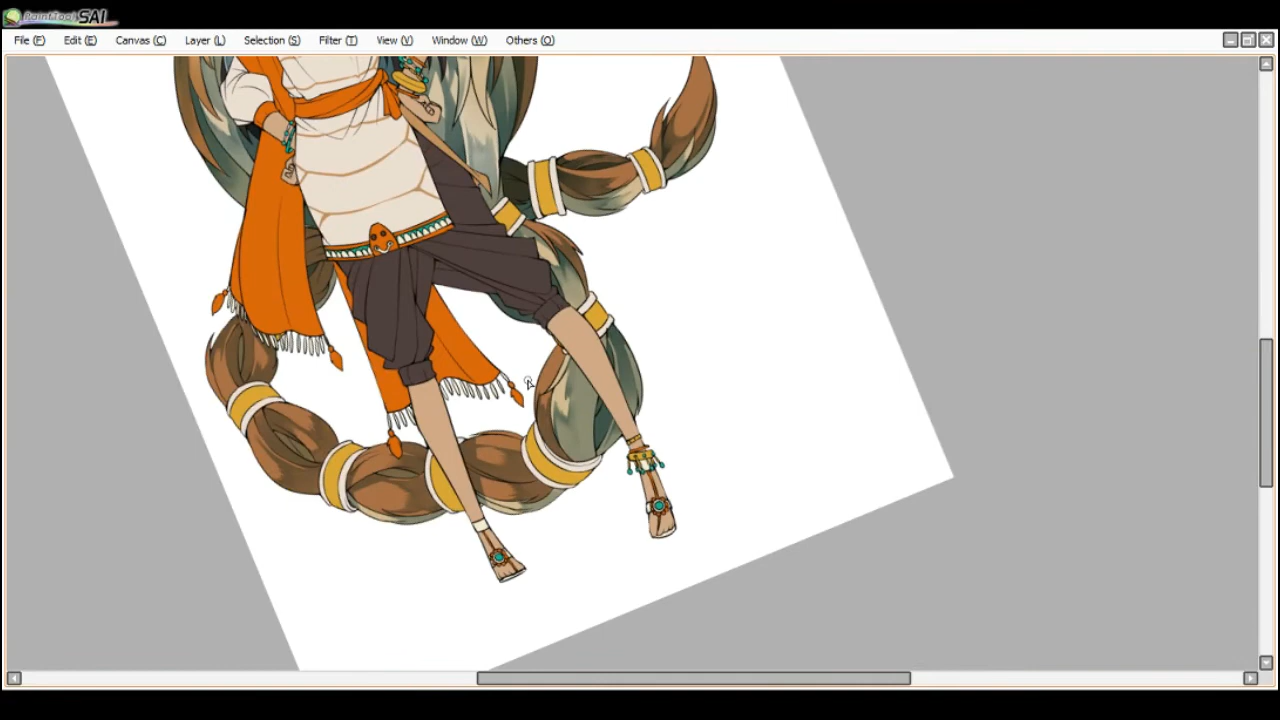 PaintTool SAI
File (F) Edit (E) Canvas (C) Layer (L) Selection (S) Filter (T) View (V) Window (W) Others (O)